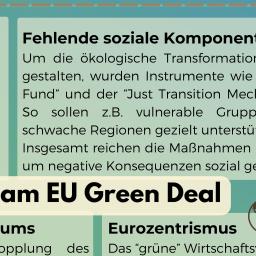 Fehlende soziale Komponent
Um die ökologische Transformation
gestalten, wurden Instrumente wie
Fund” und der “Just Transition Mech
So sollen z.B. vulnerable Grupp
schwache Regionen gezielt unterstüt
Insgesamt reichen die Maßnahmen
um negative Konsequenzen sozial ge
am EU Green Deal
ums
Eurozentrismus
opplung des
Das “grüne” Wirtschafts